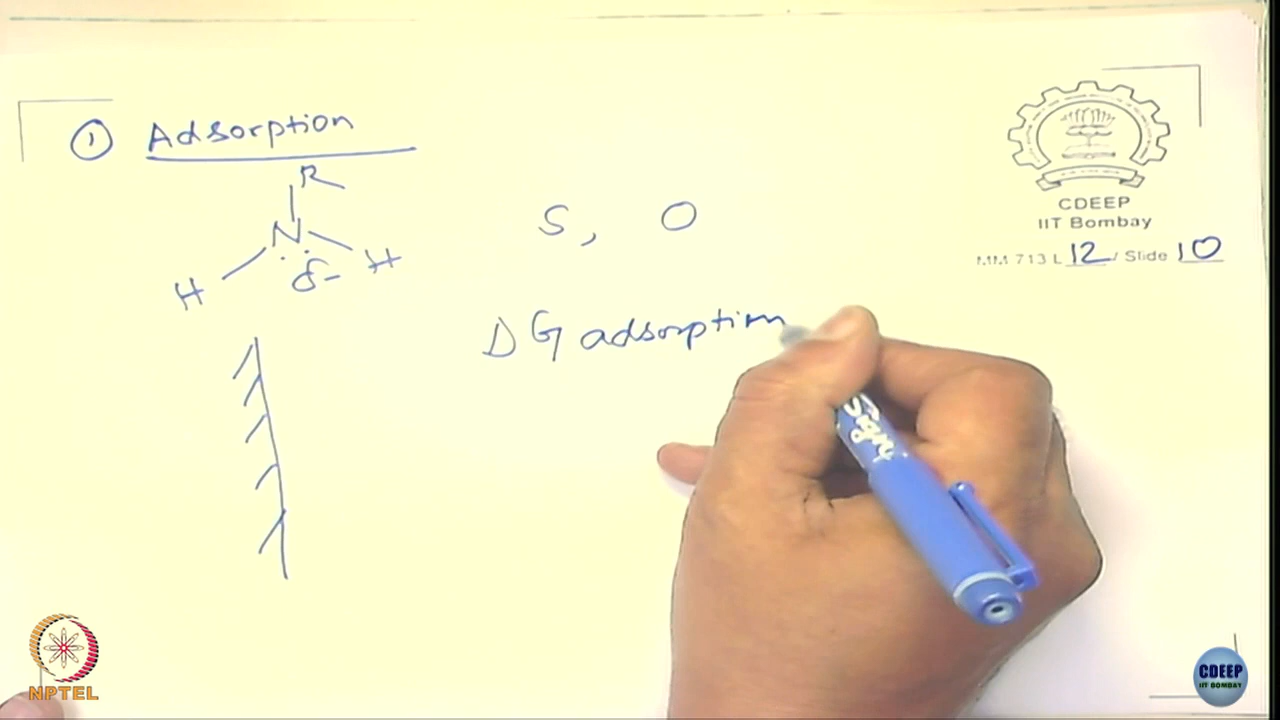 ① Adsorption
R
N
H
δ-
H
S, O
ΔG adsorption
CDEEP
IIT Bombay
MM 713 L 12 / Slide 10
NPTEL
CDEEP
IIT BOMBAY